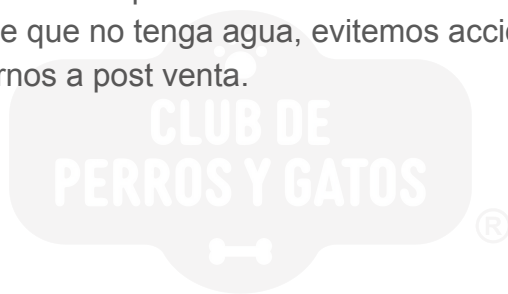 e que no tenga agua, evitemos acci
rnos a post venta.
CLUB DE
PERROS Y GATOS
®